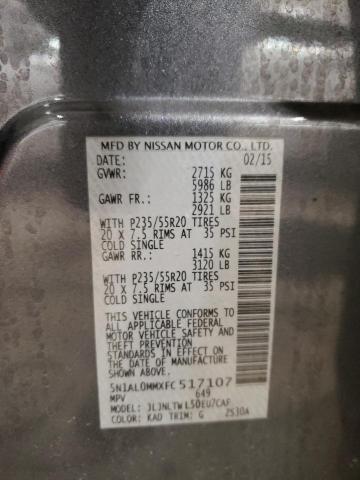 MFD BY NISSAN MOTOR CO., LTD.
DATE: 02/15
GVWR: 2715 KG
5986 LB
GAWR FR.: 1325 KG
2921 LB
WITH P235/55R20 TIRES
20 X 7.5 RIMS AT 35 PSI
COLD SINGLE
GAWR RR.: 1415 KG
3120 LB
WITH P235/55R20 TIRES
20 X 7.5 RIMS AT 35 PSI
COLD SINGLE
THIS VEHICLE CONFORMS TO
ALL APPLICABLE FEDERAL
MOTOR VEHICLE SAFETY AND
THEFT PREVENTION
STANDARDS IN EFFECT ON
THE DATE OF MANUFACTURE
SHOWN ABOVE.
5N1AL0MMXFC517107
MPV 649
MODEL: JLJNLTWL50EU7CAF
COLOR: KAD TRIM: G 2530A